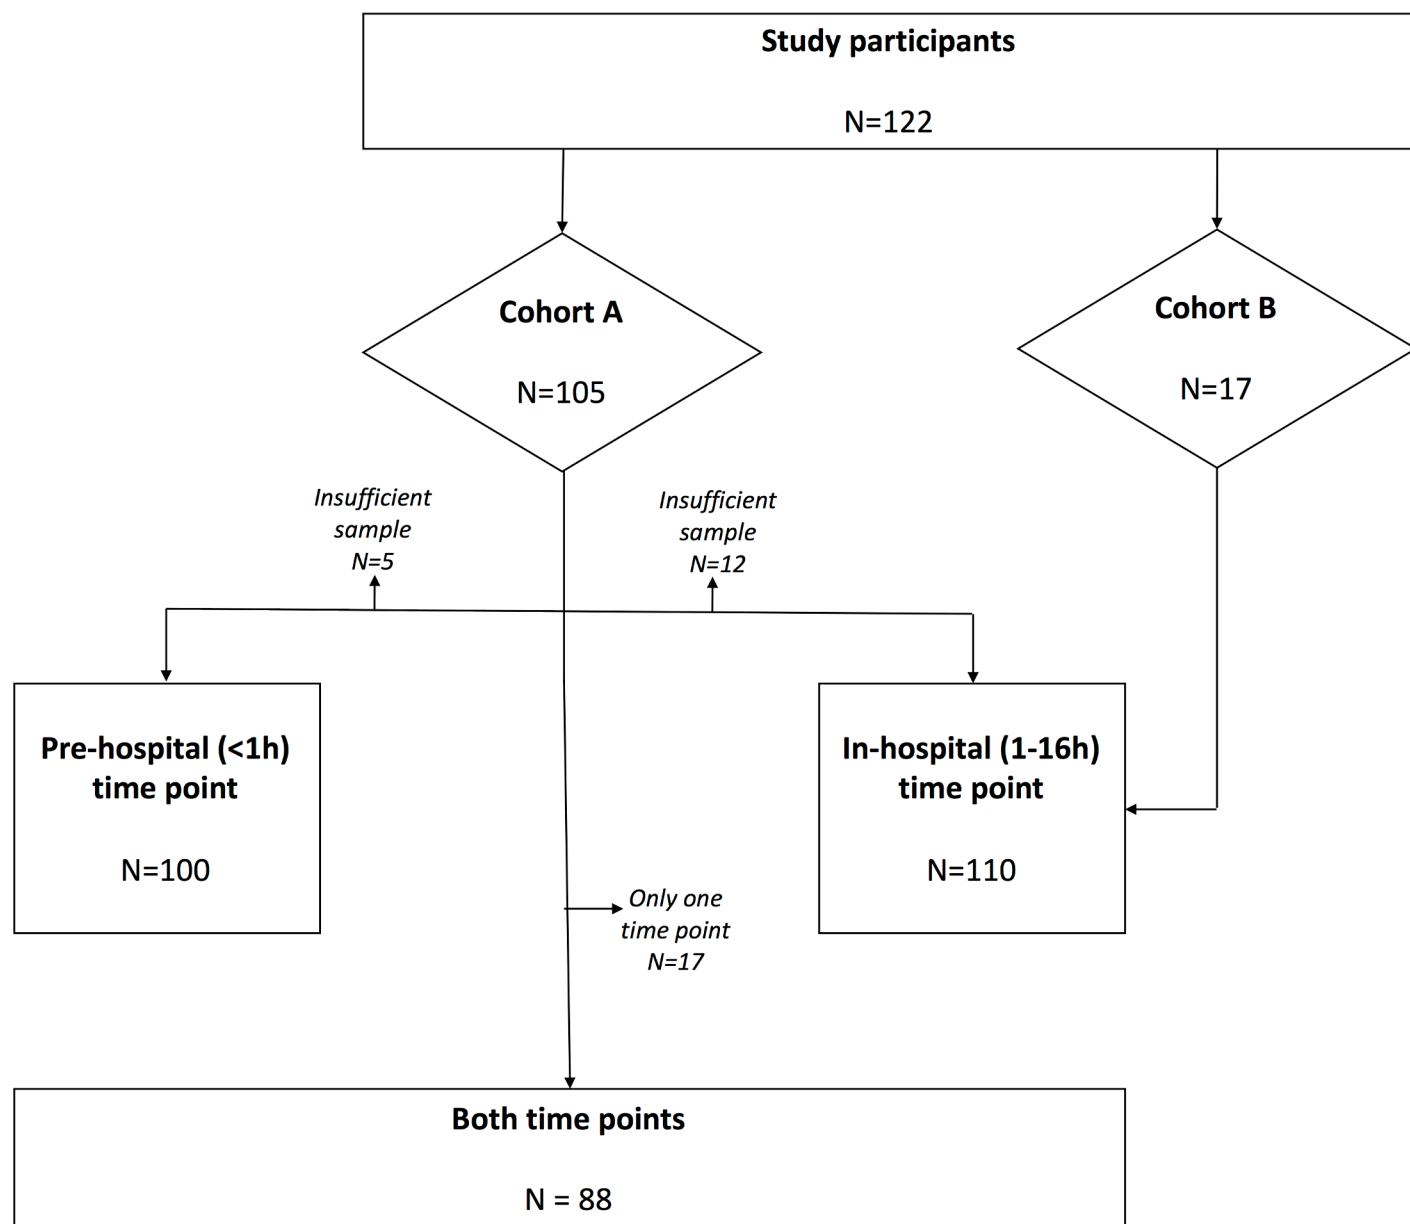 Study participants
N=122
Cohort A
N=105
Cohort B
N=17
Insufficient
sample
N=5
Insufficient
sample
N=12
Pre-hospital (<1h)
time point
N=100
In-hospital (1-16h)
time point
N=110
Only one
time point
N=17
Both time points
N = 88